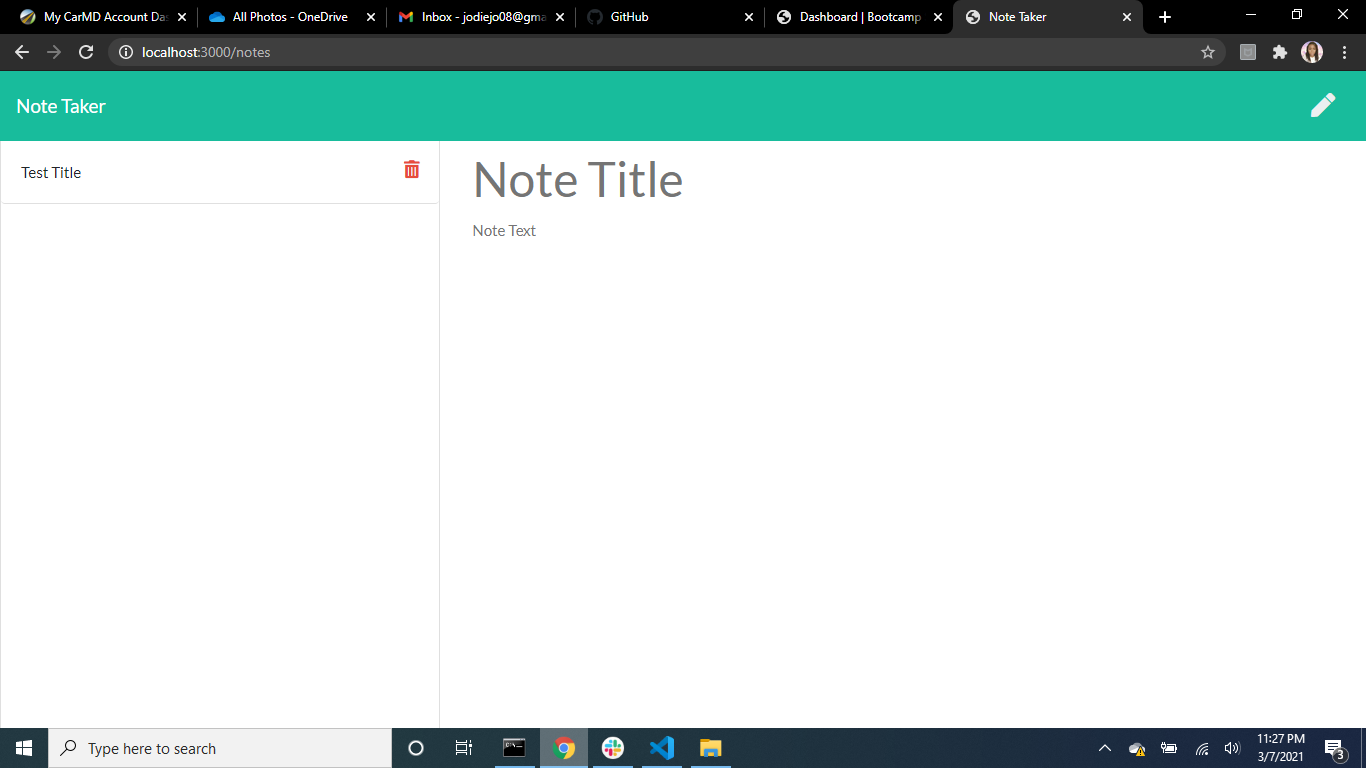 My CarMD Account Da
All Photos - OneDrive
Inbox - jodiejo08@gma
GitHub
Dashboard | Bootcamp
Note Taker
localhost:3000/notes
Note Taker
Test Title
Note Title
Note Text
Type here to search
11:27 PM
3/7/2021
3